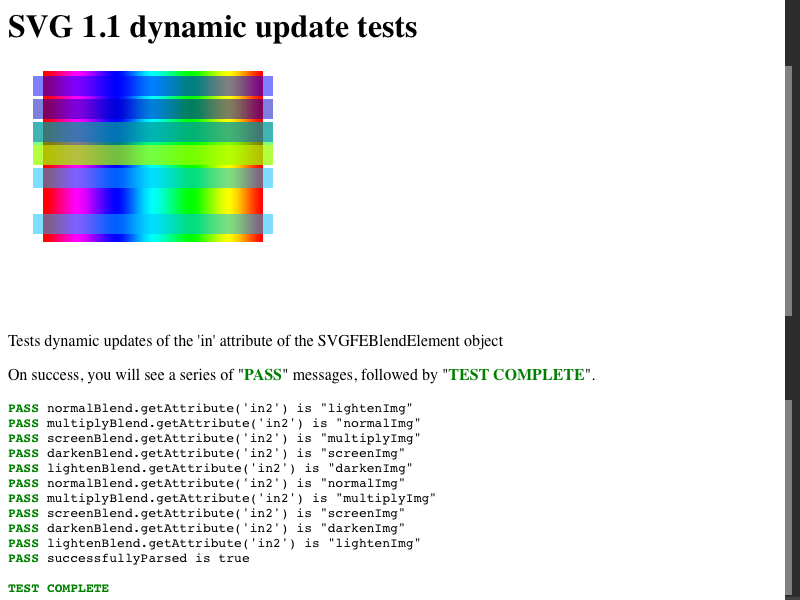 SVG 1.1 dynamic update tests
Tests dynamic updates of the 'in' attribute of the SVGFEBlendElement object
On success, you will see a series of "PASS" messages, followed by "TEST COMPLETE".
PASS normalBlend.getAttribute('in2') is "lightenImg"
PASS multiplyBlend.getAttribute('in2') is "normalImg"
PASS screenBlend.getAttribute('in2') is "multiplyImg"
PASS darkenBlend.getAttribute('in2') is "screenImg"
PASS lightenBlend.getAttribute('in2') is "darkenImg"
PASS normalBlend.getAttribute('in2') is "normalImg"
PASS multiplyBlend.getAttribute('in2') is "multiplyImg"
PASS screenBlend.getAttribute('in2') is "screenImg"
PASS darkenBlend.getAttribute('in2') is "darkenImg"
PASS lightenBlend.getAttribute('in2') is "lightenImg"
PASS successfullyParsed is true
TEST COMPLETE